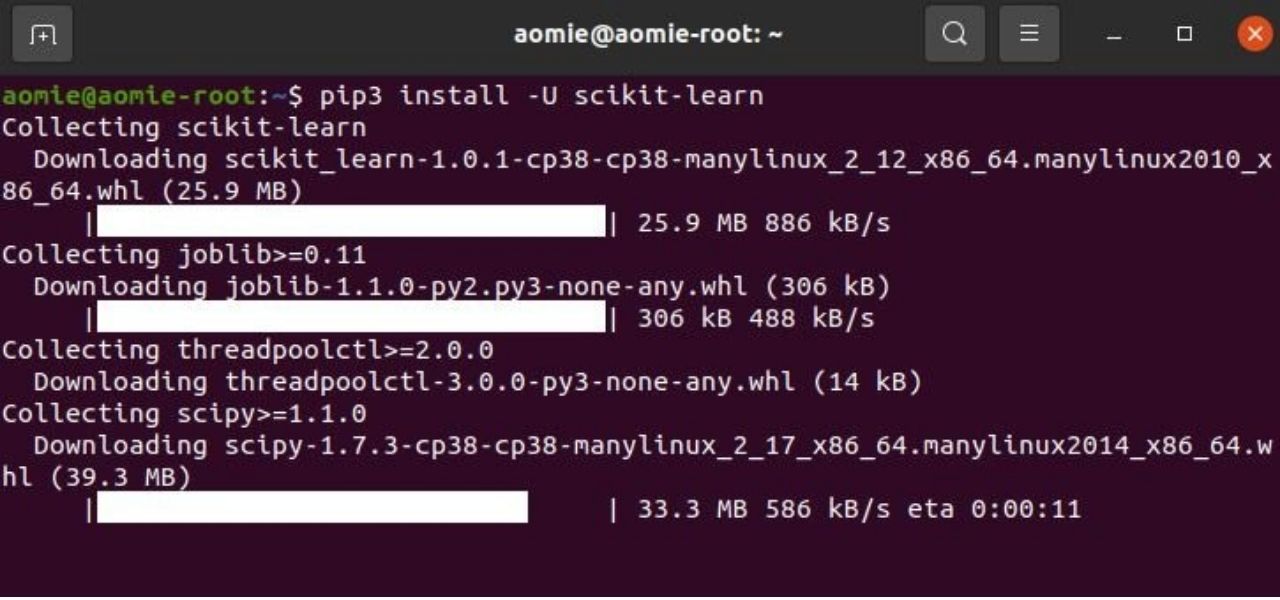 aomie@aomie-root: ~
aomie@aomie-root:~$ pip3 install -U scikit-learn
Collecting scikit-learn
  Downloading scikit_learn-1.0.1-cp38-cp38-manylinux_2_12_x86_64.manylinux2010_x
86_64.whl (25.9 MB)
     | | 25.9 MB 886 kB/s
Collecting joblib>=0.11
  Downloading joblib-1.1.0-py2.py3-none-any.whl (306 kB)
     | | 306 kB 488 kB/s
Collecting threadpoolctl>=2.0.0
  Downloading threadpoolctl-3.0.0-py3-none-any.whl (14 kB)
Collecting scipy>=1.1.0
  Downloading scipy-1.7.3-cp38-cp38-manylinux_2_17_x86_64.manylinux2014_x86_64.w
hl (39.3 MB)
     | | 33.3 MB 586 kB/s eta 0:00:11